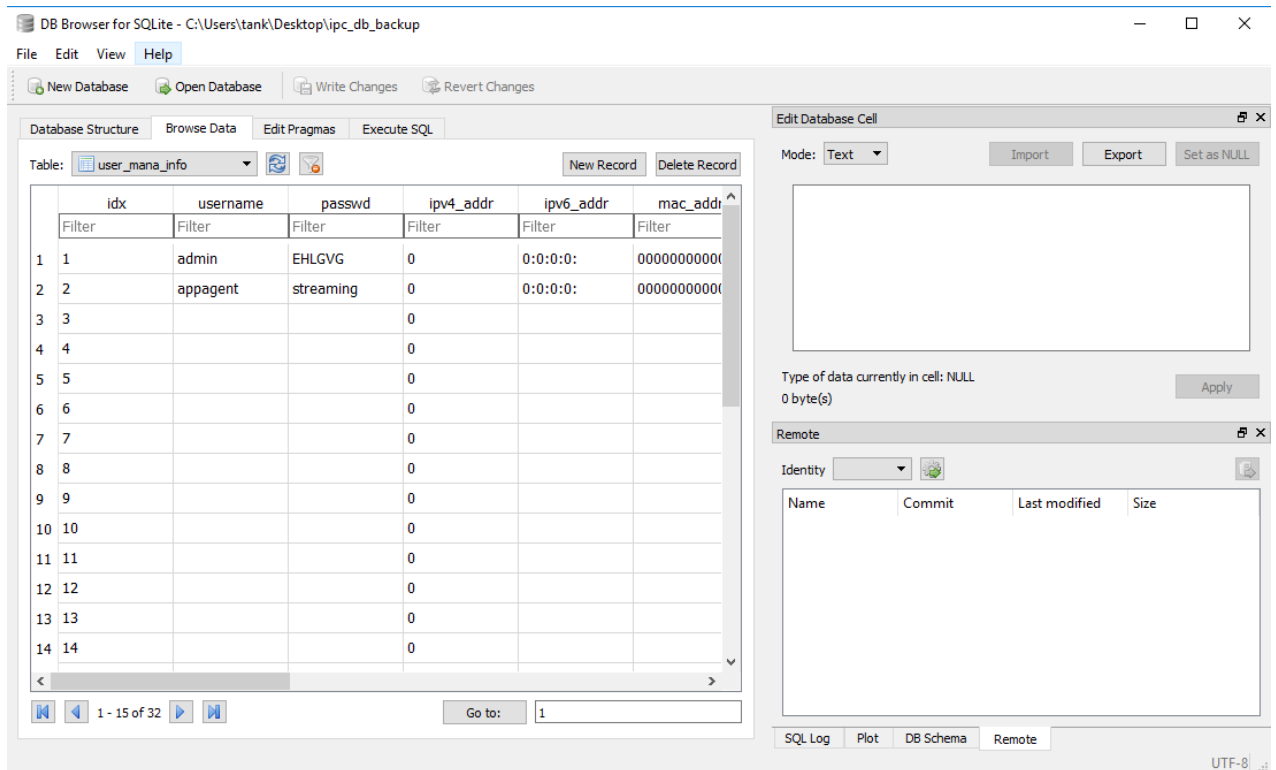 DB Browser for SQLite - C:\Users\tank\Desktop\ipc_db_backup
File Edit View Help
New Database Open Database Write Changes Revert Changes
Database Structure Browse Data Edit Pragmas Execute SQL
Table: user_mana_info New Record Delete Record
idx username passwd ipv4_addr ipv6_addr mac_addr
Filter Filter Filter Filter Filter Filter
1 1 admin EHLGVG 0 0:0:0:0: 00000000000
2 2 appagent streaming 0 0:0:0:0: 00000000000
3 3 0
4 4 0
5 5 0
6 6 0
7 7 0
8 8 0
9 9 0
10 10 0
11 11 0
12 12 0
13 13 0
14 14 0
1 - 15 of 32 Go to: 1
Edit Database Cell
Mode: Text Import Export Set as NULL
Type of data currently in cell: NULL
0 byte(s)
Apply
Remote
Identity
Name Commit Last modified Size
SQL Log Plot DB Schema Remote
UTF-8